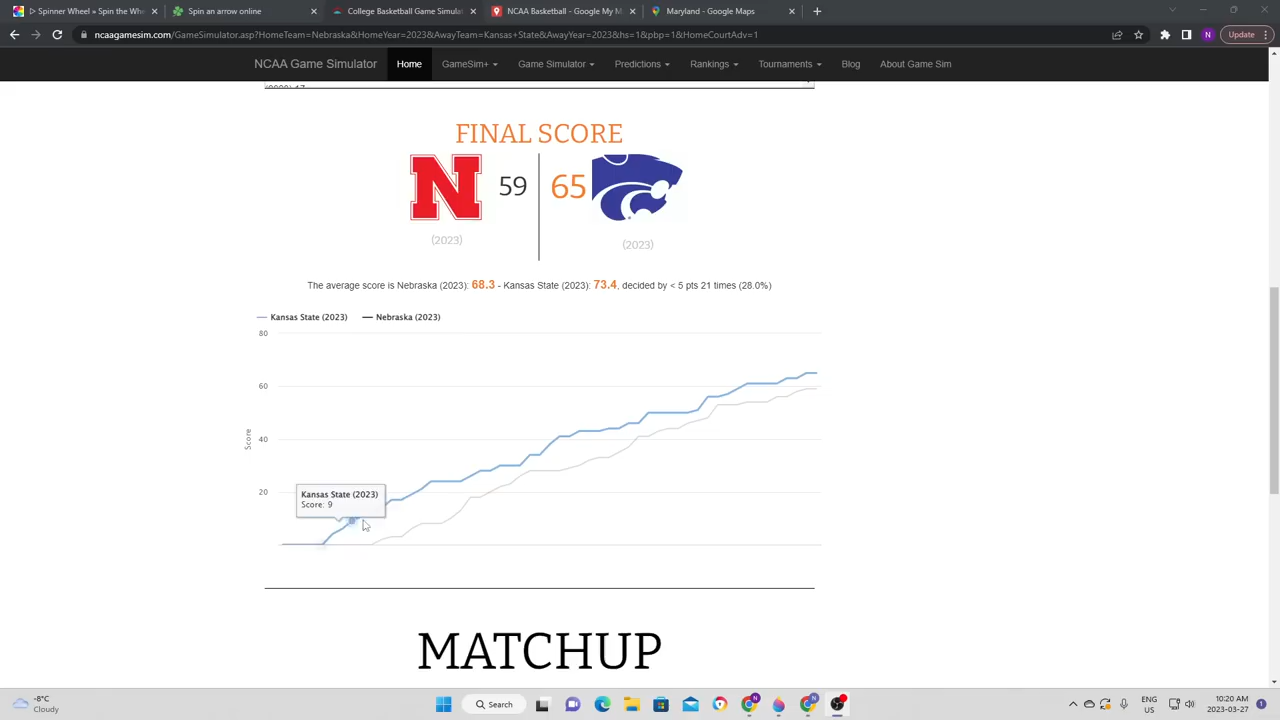 ▷ Spinner Wheel » Spin the Wh
Spin an arrow online
College Basketball Simulat
NCAA Basketball - Google My M
Maryland - Google Maps
ncaagamesim.com/GameSimulator.asp?HomeTeam=Nebraska&HomeYear=2023&AwayTeam=Kansas+State&AwayYear=2023&hs=1&pbp=1&HomeCourtAdv=1
N
Update
NCAA Game Simulator
Home
GameSim+
Game Simulator
Predictions
Rankings
Tournaments
Blog
About Game Sim
FINAL SCORE
N
59
65
(2023)
(2023)
The average score is Nebraska (2023): 68.3 - Kansas State (2023): 73.4, decided by < 5 pts 21 times (28.0%)
Kansas State (2023)
Nebraska (2023)
80
60
40
20
Score
Kansas State (2023)
Score: 9
MATCHUP
-8°C
Cloudy
Search
ENG
US
10:20 AM
2023-03-27